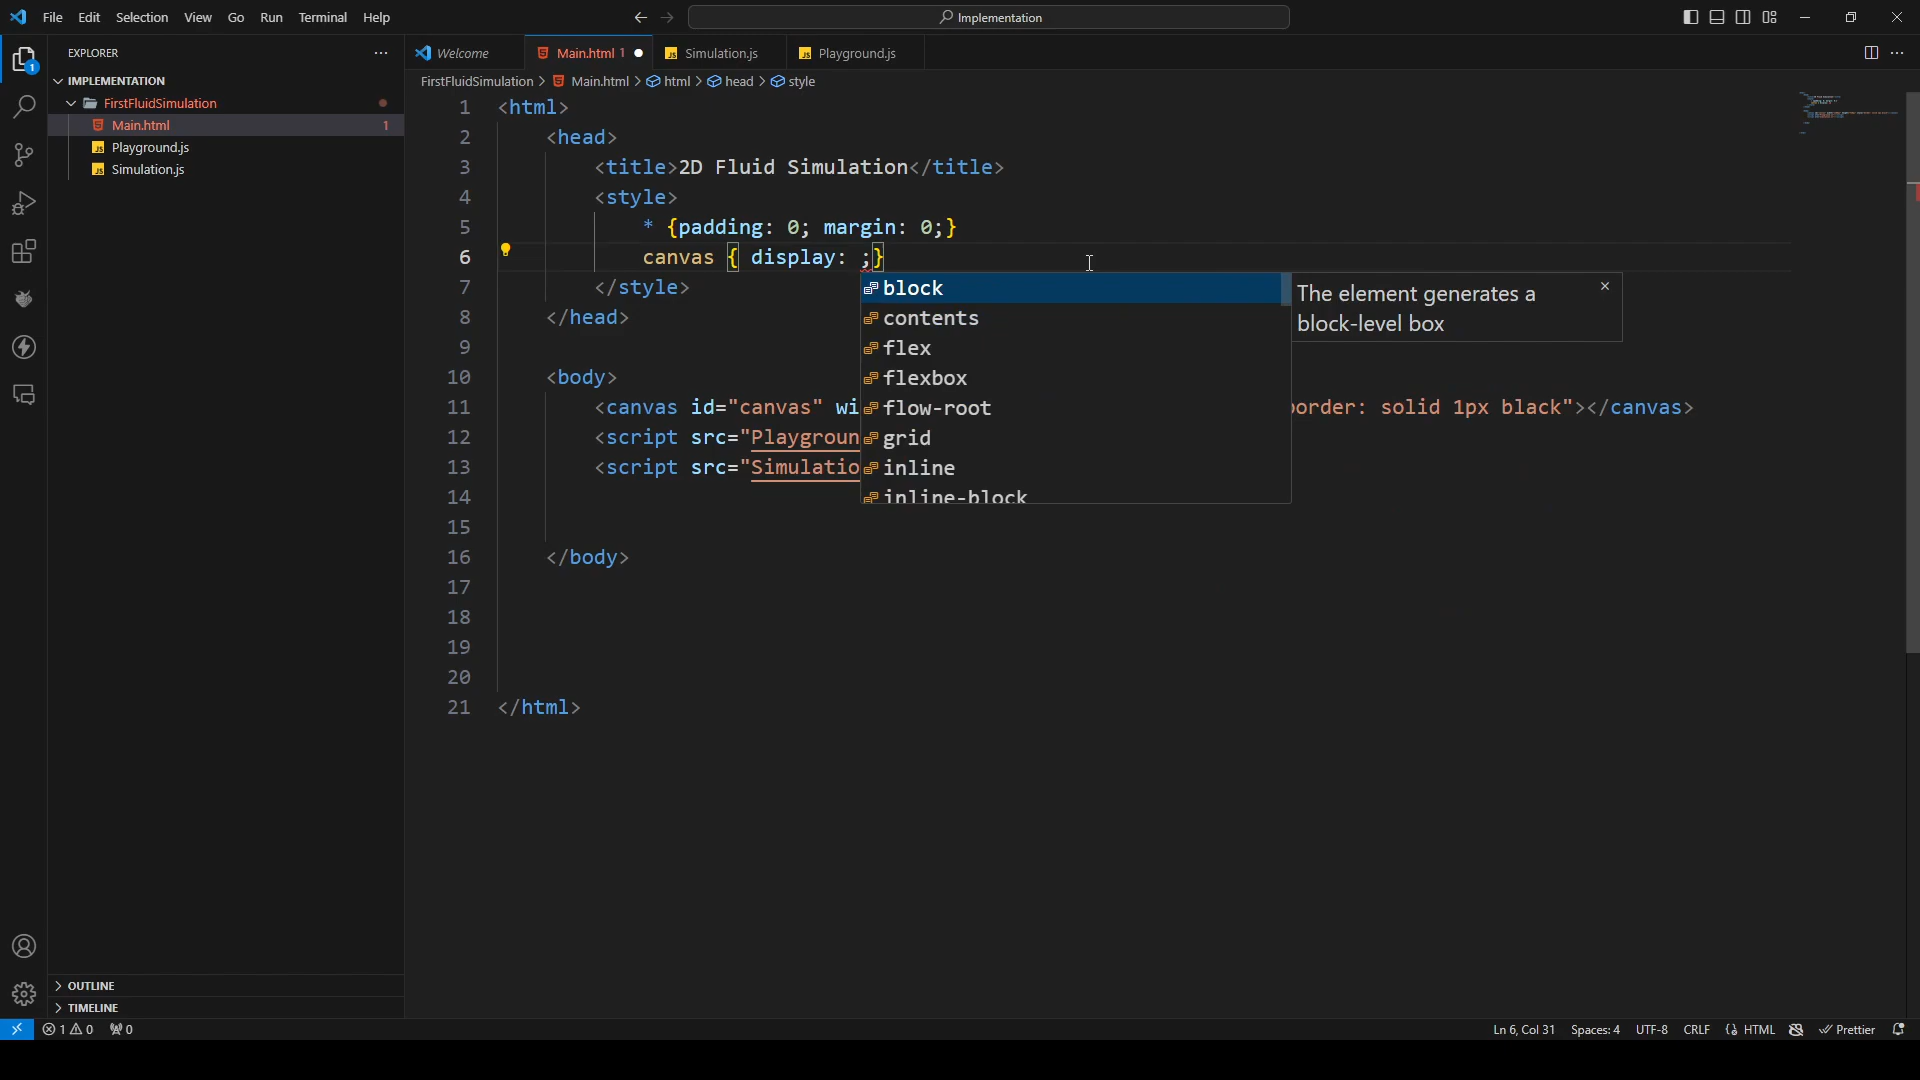 File Edit Selection View Go Run Terminal Help
Implementation
EXPLORER
IMPLEMENTATION
FirstFluidSimulation
Main.html 1
Playground.js
Simulation.js
OUTLINE
TIMELINE
Welcome Main.html 1 Simulation.js Playground.js
FirstFluidSimulation > Main.html > html > head > style
1 <html>
2 <head>
3 <title>2D Fluid Simulation</title>
4 <style>
5 * {padding: 0; margin: 0;}
6 canvas { display: ;}
7 </style>
8 </head>
9
10 <body>
11 <canvas id="canvas" wi border: solid 1px black"></canvas>
12 <script src="Playgroun
13 <script src="Simulatio
14
15
16 </body>
17
18
19
20
21 </html>
block
contents
flex
flexbox
flow-root
grid
inline
inline-block
The element generates a
block-level box
1 0 0
Ln 6, Col 31 Spaces: 4 UTF-8 CRLF HTML Prettier